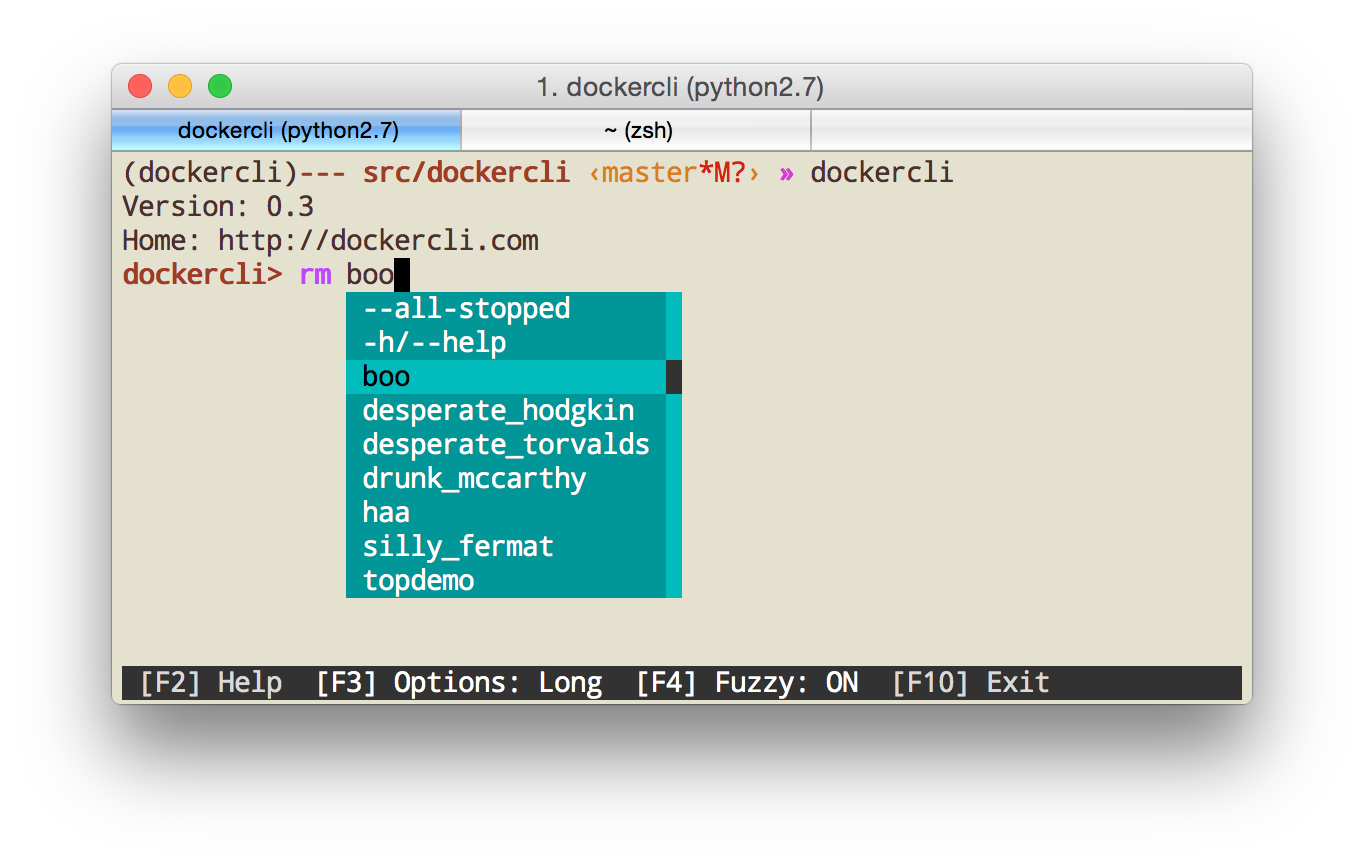 1. dockercli (python2.7)
dockercli (python2.7) ~ (zsh)
(dockercli)--- src/dockercli ‹master*M?› » dockercli
Version: 0.3
Home: http://dockercli.com
dockercli> rm boo
--all-stopped
-h/--help
boo
desperate_hodgkin
desperate_torvalds
drunk_mccarthy
haa
silly_fermat
topdemo
[F2] Help [F3] Options: Long [F4] Fuzzy: ON [F10] Exit